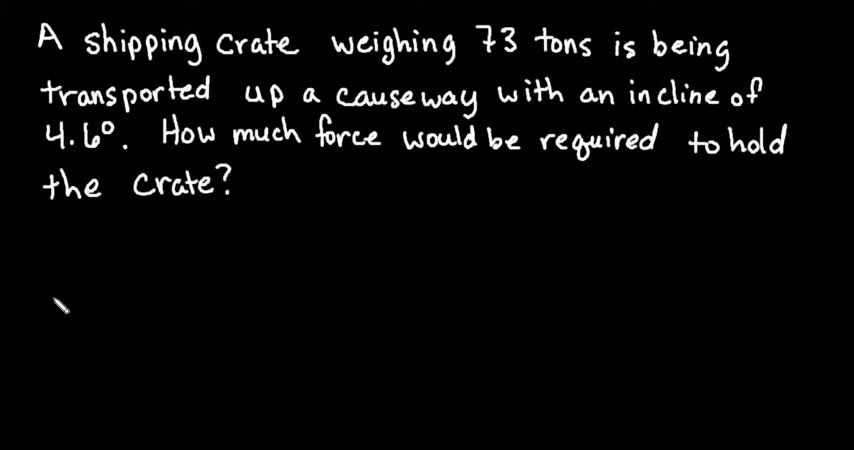 A shipping crate weighing 73 tons is being
transported up a causeway with an incline of
4.6°. How much force would be required to hold
the crate?